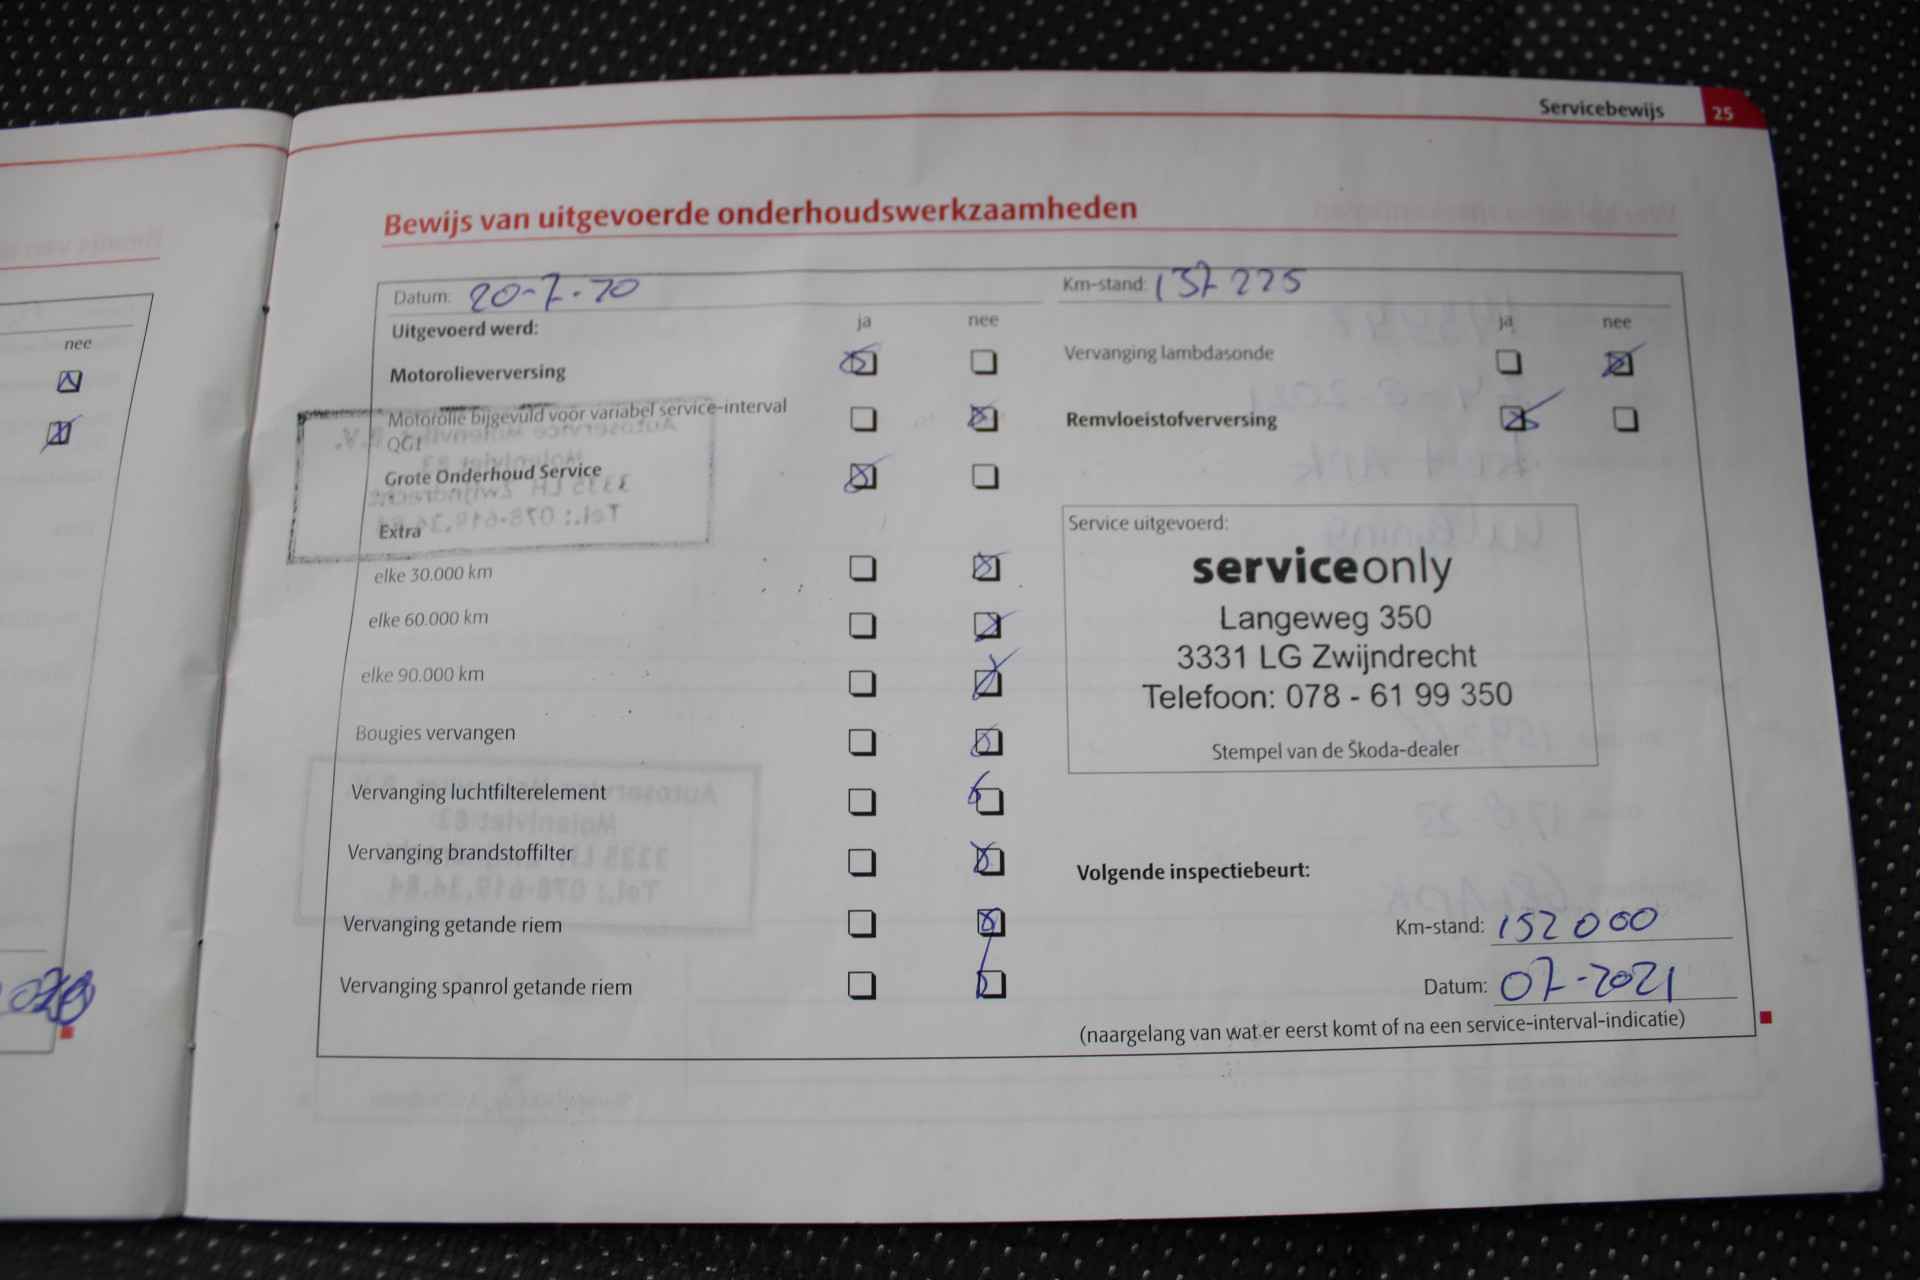 Servicebewijs 25
Bewijs van uitgevoerde onderhoudswerkzaamheden
nee
Datum: 20-7-20
Km-stand: 137 225
Uitgevoerd werd:
ja nee
Motorolieverversing
Motorolie bijgevuld voor variabel service-interval
QG1
Grote Onderhoud Service
Extra
elke 30.000 km
elke 60.000 km
elke 90.000 km
Bougies vervangen
Vervanging luchtfilterelement
Vervanging brandstoffilter
Vervanging getande riem
Vervanging spanrol getande riem
ja nee
Vervanging lambdasonde
Remvloeistofverversing
Service uitgevoerd:
serviceonly
Langeweg 350
3331 LG Zwijndrecht
Telefoon: 078 - 61 99 350
Stempel van de Škoda-dealer
Volgende inspectiebeurt:
Km-stand: 152 000
Datum: 07-2021
(naargelang van wat er eerst komt of na een service-interval-indicatie)